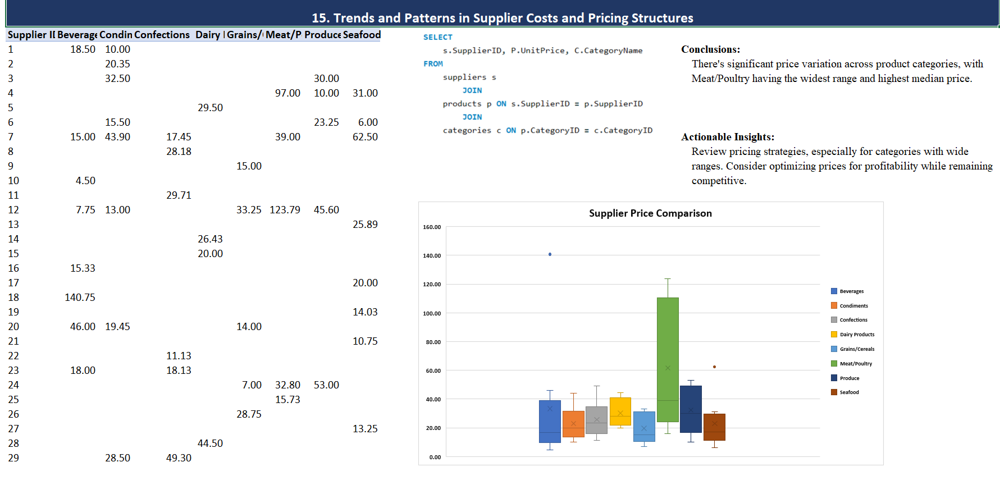 15. Trends and Patterns in Supplier Costs and Pricing Structures
Supplier II Beverage Condin Confections Dairy I Grains/ Meat/P Produce Seafood
1 18.50 10.00
2 20.35
3 32.50 30.00
4 97.00 10.00 31.00
5 29.50
6 15.50 23.25 6.00
7 15.00 43.90 17.45 39.00 62.50
8 28.18
9 15.00
10 4.50
11 29.71
12 7.75 13.00 33.25 123.79 45.60
13 25.89
14 26.43
15 20.00
16 15.33
17 20.00
18 140.75
19 14.03
20 46.00 19.45 14.00
21 10.75
22 11.13
23 18.00 18.13
24 7.00 32.80 53.00
25 15.73
26 28.75
27 13.25
28 44.50
29 28.50 49.30
SELECT
s.SupplierID, P.UnitPrice, C.CategoryName
FROM
suppliers s
JOIN
products p ON s.SupplierID = p.SupplierID
JOIN
categories c ON p.CategoryID = c.CategoryID
Conclusions:
There's significant price variation across product categories, with
Meat/Poultry having the widest range and highest median price.
Actionable Insights:
Review pricing strategies, especially for categories with wide
ranges. Consider optimizing prices for profitability while remaining
competitive.
Supplier Price Comparison
160.00
140.00
120.00
100.00
80.00
60.00
40.00
20.00
0.00
Beverages
Condiments
Confections
Dairy Products
Grains/Cereals
Meat/Poultry
Produce
Seafood